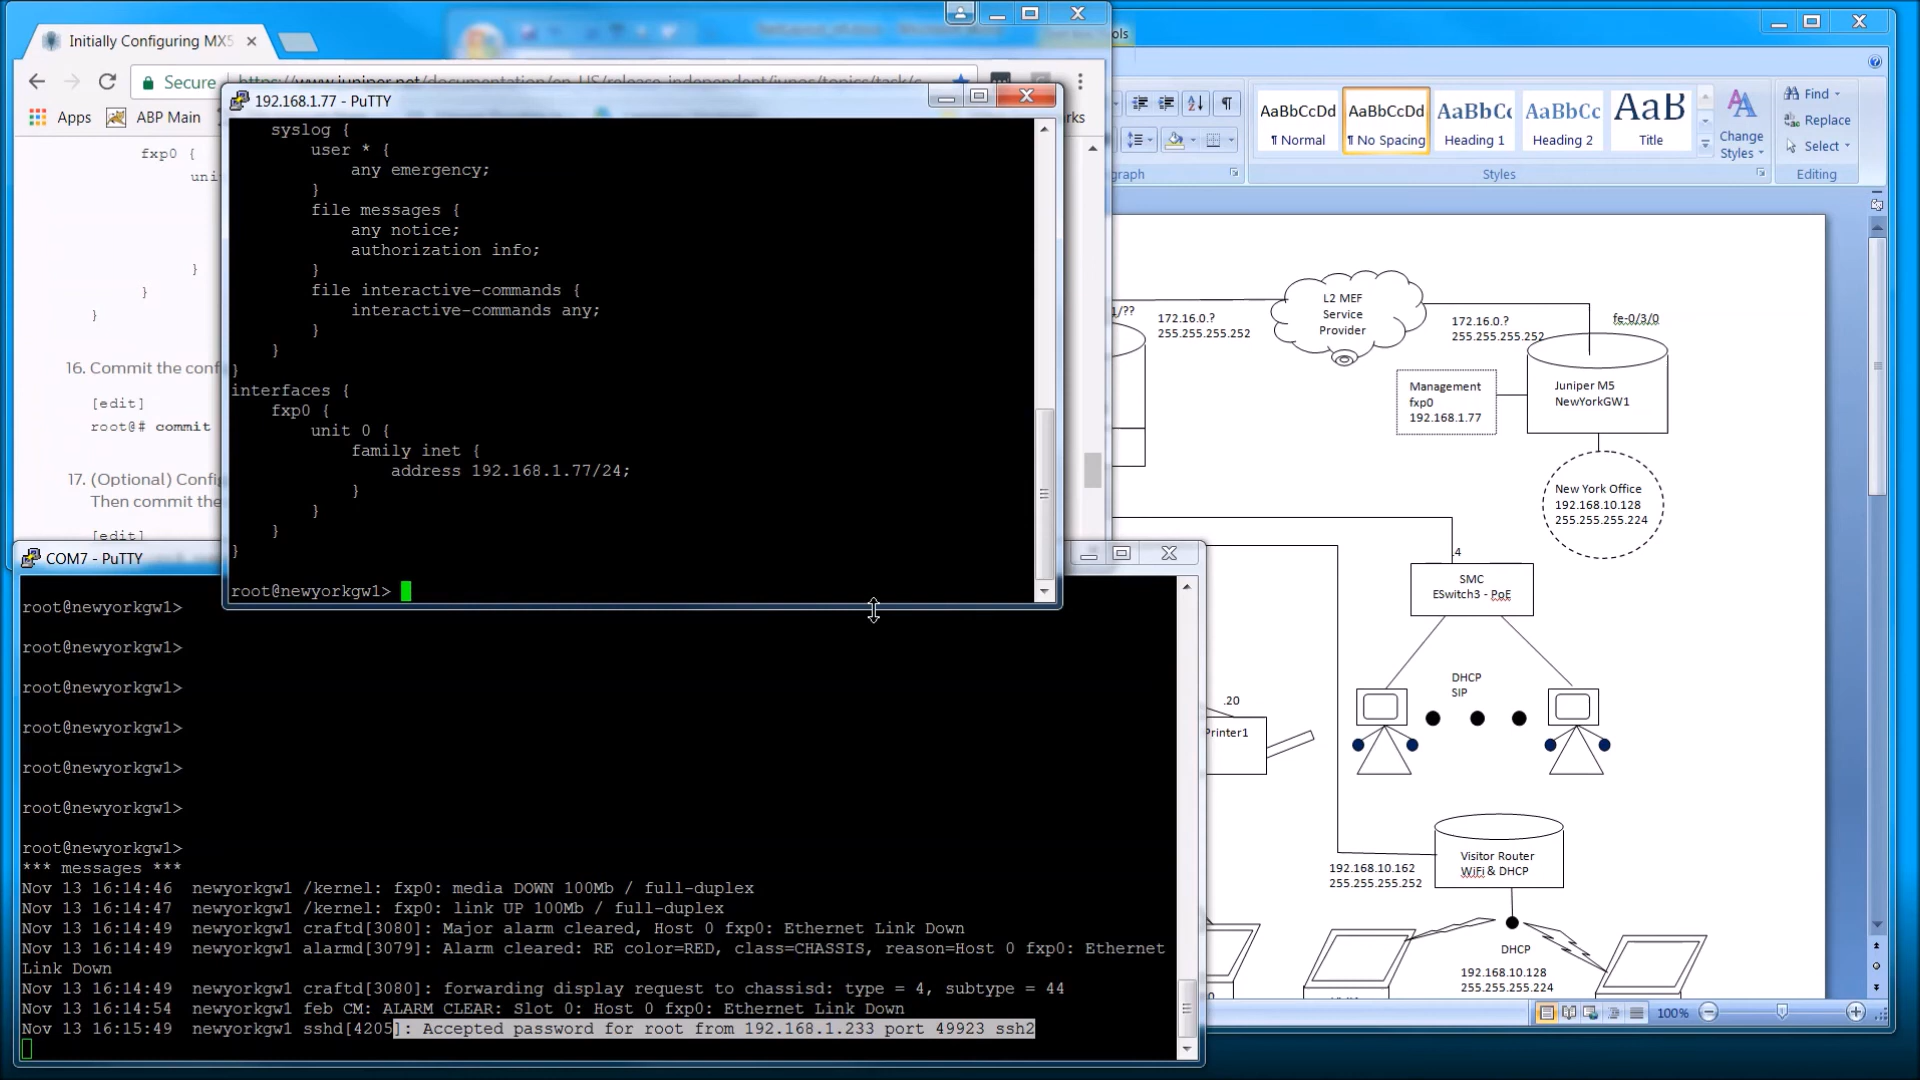 Initially Configuring MX5
Secure
https://www.juniper.net/documentation/en_US/release-independent/junos/topics/task/c
Apps
ABP Main
fxp0 {
}
}
}
16. Commit the
[edit]
root@# commit
17. (Optional)
Then commit the
[edit]
192.168.1.77 - PuTTY
syslog {
user * {
any emergency;
}
file messages {
any notice;
authorization info;
}
file interactive-commands {
interactive-commands any;
}
}
}
interfaces {
fxp0 {
unit 0 {
family inet {
address 192.168.1.77/24;
}
}
}
}
root@newyorkgw1>
COM7 - PuTTY
root@newyorkgw1>
root@newyorkgw1>
root@newyorkgw1>
root@newyorkgw1>
root@newyorkgw1>
root@newyorkgw1>
root@newyorkgw1>
*** messages ***
Nov 13 16:14:46 newyorkgw1 /kernel: fxp0: media DOWN 100Mb / full-duplex
Nov 13 16:14:47 newyorkgw1 /kernel: fxp0: link UP 100Mb / full-duplex
Nov 13 16:14:49 newyorkgw1 craftd[3080]: Major alarm cleared, Host 0 fxp0: Ethernet Link Down
Nov 13 16:14:49 newyorkgw1 alarmd[3079]: Alarm cleared: RE color=RED, class=CHASSIS, reason=Host 0 fxp0: Ethernet
Link Down
Nov 13 16:14:49 newyorkgw1 craftd[3080]: forwarding display request to chassisd: type = 4, subtype = 44
Nov 13 16:14:54 newyorkgw1 feb CM: ALARM CLEAR: Slot 0: Host 0 fxp0: Ethernet Link Down
Nov 13 16:15:49 newyorkgw1 sshd[4205]: Accepted password for root from 192.168.1.233 port 49923 ssh2
AaBbCcDd
¶ Normal
AaBbCcDd
¶ No Spacing
AaBbCc
Heading 1
AaBbCc
Heading 2
AaB
Title
Change
Styles
Find
Replace
Select
Styles
Editing
1/??
172.16.0.?
255.255.255.252
L2 MEF
Service
Provider
172.16.0.?
255.255.255.252
fe-0/3/0
Management
fxp0
192.168.1.77
Juniper M5
NewYorkGW1
New York Office
192.168.10.128
255.255.255.224
.4
SMC
ESwitch3 - PoE
DHCP
SIP
.20
Printer1
Visitor Router
WiFi & DHCP
192.168.10.162
255.255.255.252
DHCP
192.168.10.128
255.255.255.224
100%